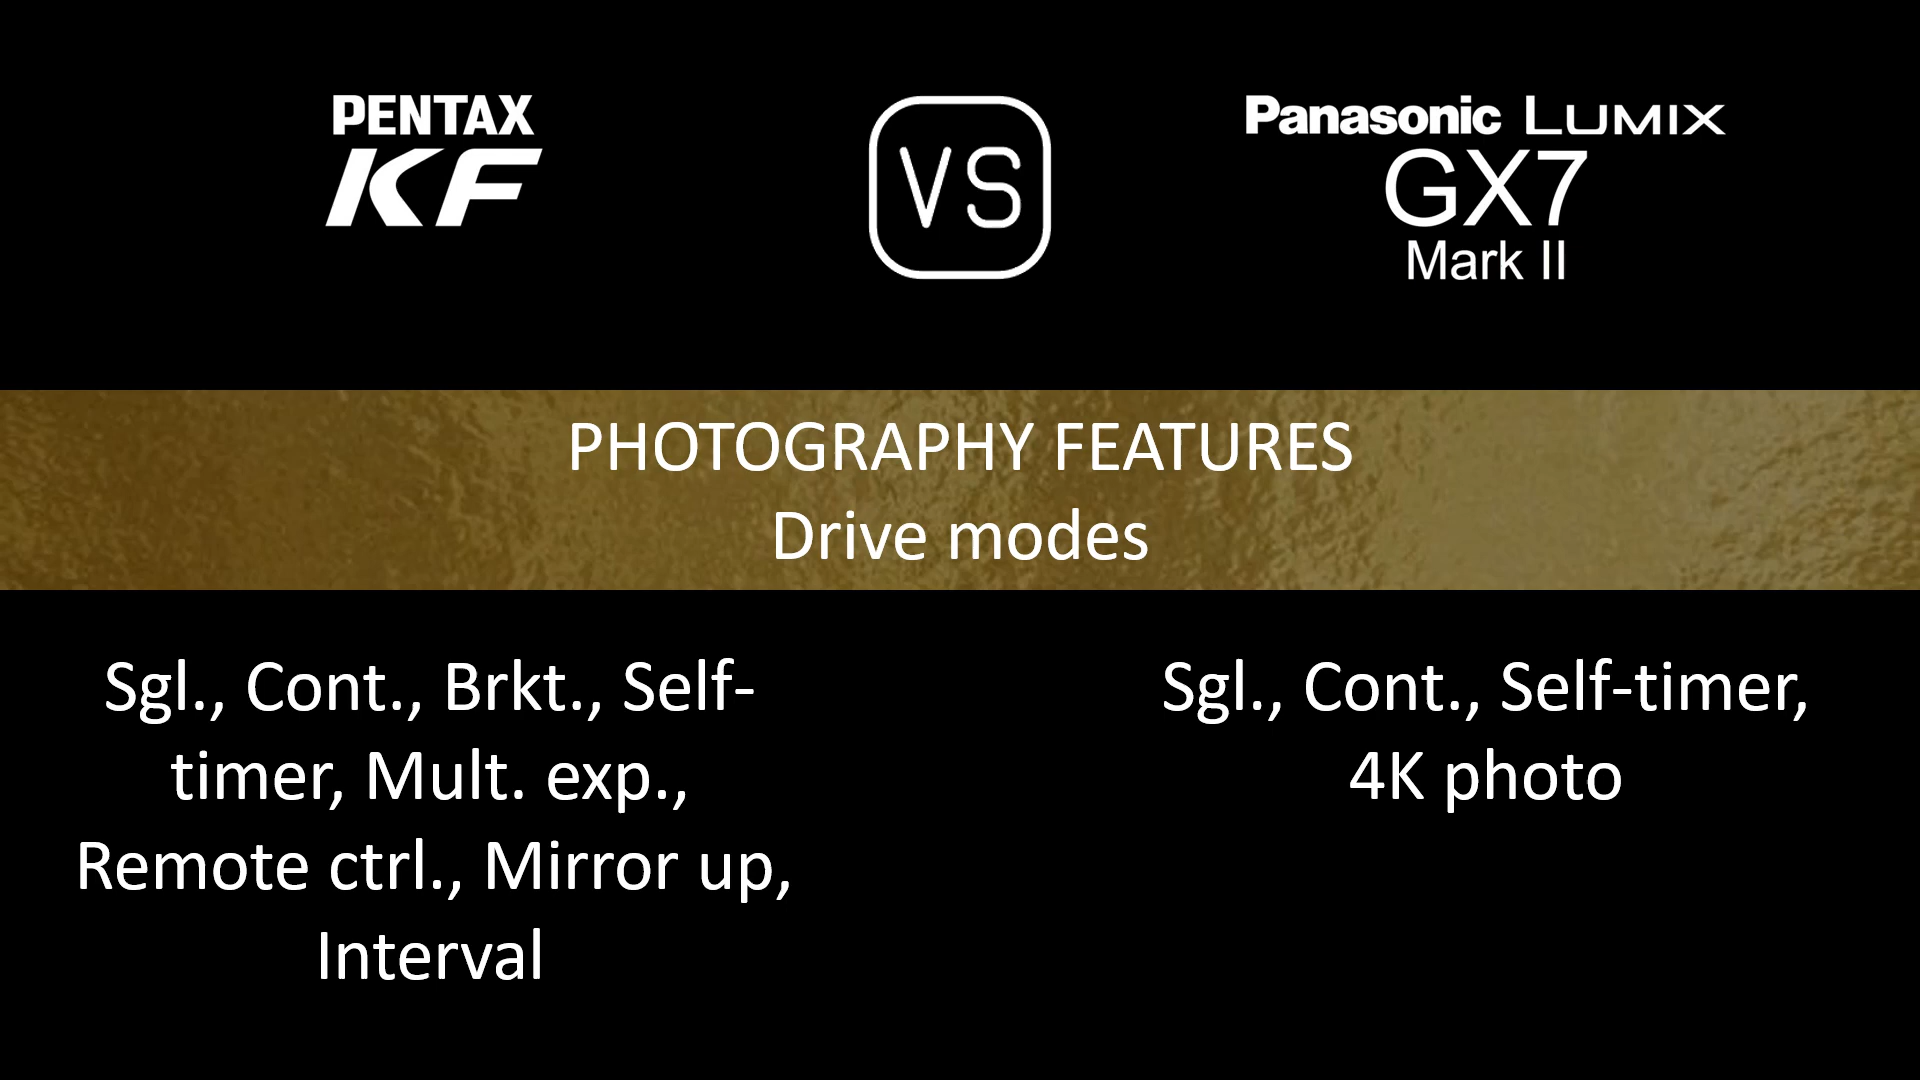 PENTAX
KF
VS
Panasonic LUMIX
GX7
Mark II
PHOTOGRAPHY FEATURES
Drive modes
Sgl., Cont., Brkt., Self-
timer, Mult. exp.,
Remote ctrl., Mirror up,
Interval
Sgl., Cont., Self-timer,
4K photo